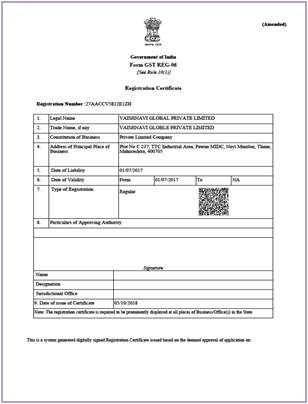 (Amended)
Government of India
Form GST REG-06
[See Rule 10(1)]
Registration Certificate
Registration Number :27AACCV5812B1ZH
1. Legal Name VAISHNAVI GLOBAL PRIVATE LIMITED
2. Trade Name, if any VAISHNAVI GLOBLE PRIVATE LIMITED
3. Constitution of Business Private Limited Company
4. Address of Principal Place of Business Plot No C 237, TTC Industrial Area, Pawne MIDC, Navi Mumbai, Thane, Maharashtra, 400705
5. Date of Liability 01/07/2017
6. Date of Validity From 01/07/2017 To NA
7. Type of Registration Regular
8. Particulars of Approving Authority
Signature
Name
Designation
Jurisdictional Office
9. Date of issue of Certificate 05/10/2018
Note: The registration certificate is required to be prominently displayed at all places of Business/Office(s) in the State
This is a system generated digitally signed Registration Certificate issued based on the deemed approval of application on